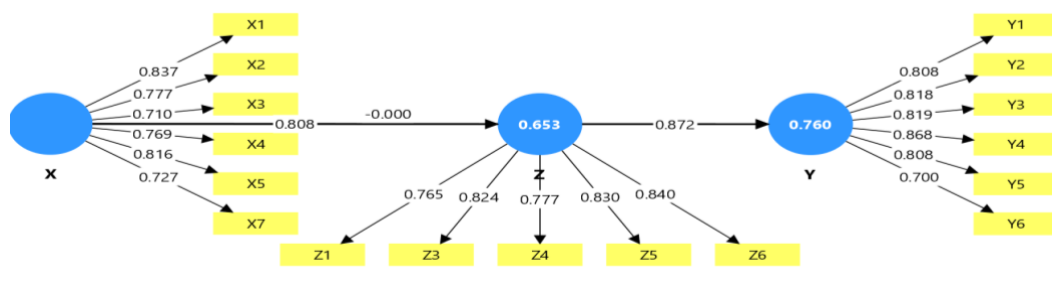 X1
X2
X3
X4
X5
X7
0.837
0.777
0.710
0.769
0.816
0.727
X
0.808
-0.000
0.653
Z
0.765
0.824
0.777
0.830
0.840
Z1
Z3
Z4
Z5
Z6
0.872
0.760
Y
0.808
0.818
0.819
0.868
0.808
0.700
Y1
Y2
Y3
Y4
Y5
Y6